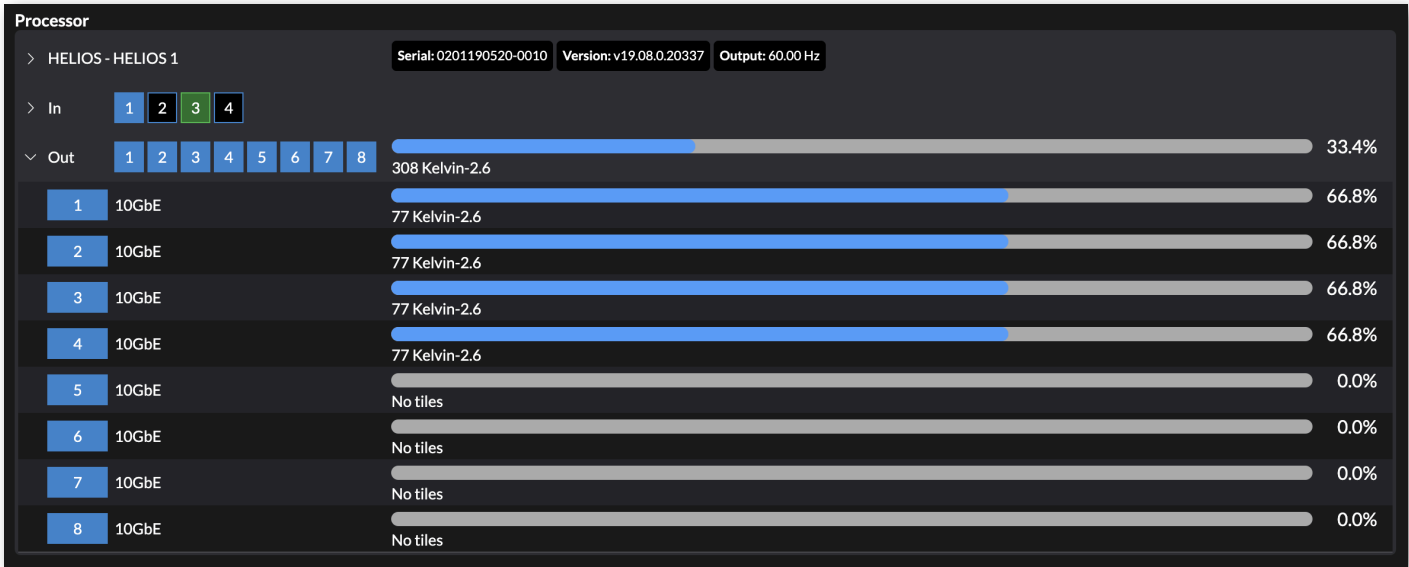 Processor
HELIOS - HELIOS 1 Serial: 0201190520-0010 Version: v19.08.0.20337 Output: 60.00 Hz
In 1 2 3 4
Out 1 2 3 4 5 6 7 8 33.4%
308 Kelvin-2.6
1 10GbE 66.8%
77 Kelvin-2.6
2 10GbE 66.8%
77 Kelvin-2.6
3 10GbE 66.8%
77 Kelvin-2.6
4 10GbE 66.8%
77 Kelvin-2.6
5 10GbE 0.0%
No tiles
6 10GbE 0.0%
No tiles
7 10GbE 0.0%
No tiles
8 10GbE 0.0%
No tiles